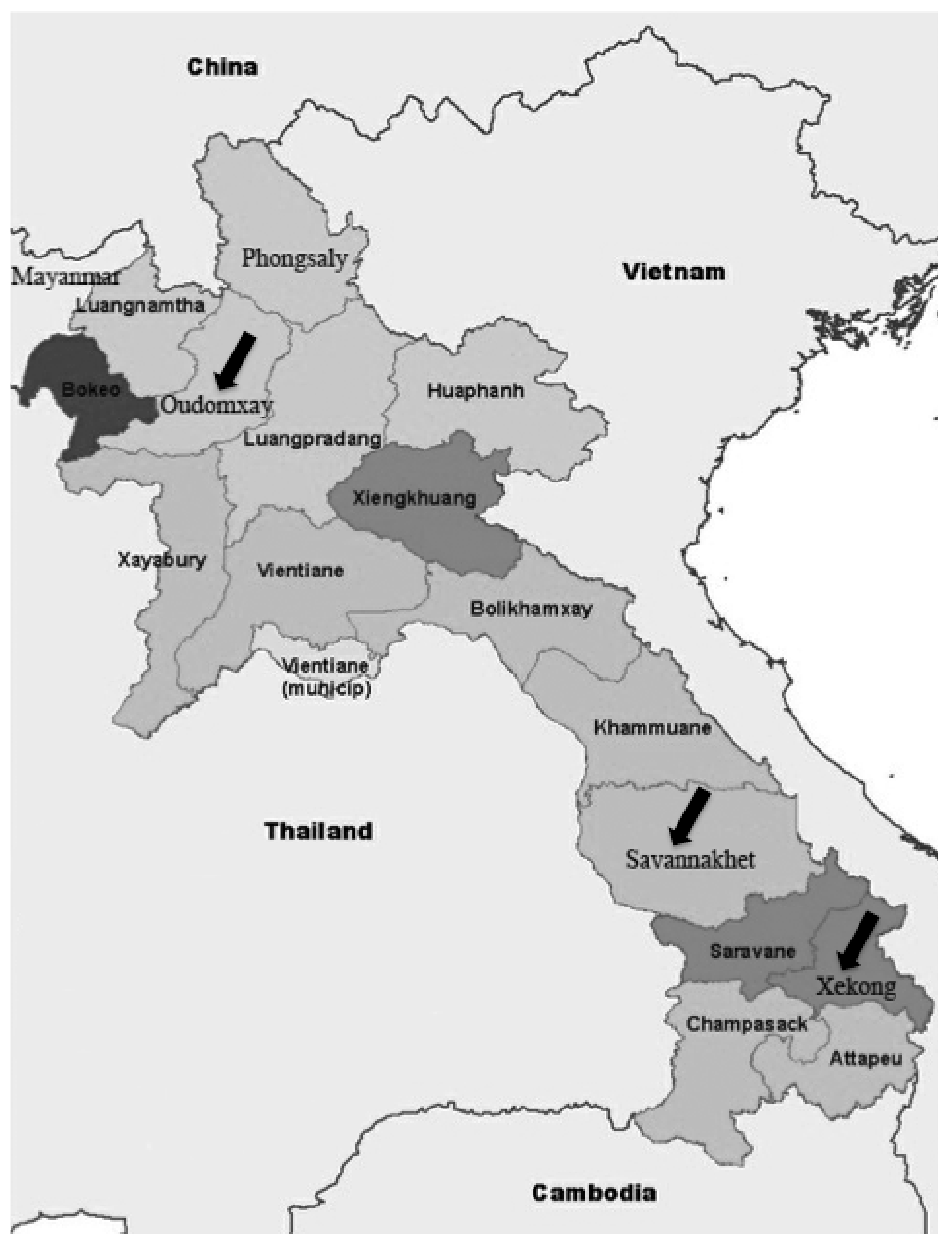 China
Phongsaly
Vietnam
Mayanmar
Luangnamtha
Bokeo
Oudomxay
Huaphanh
Luangpradang
Xiengkhuang
Xayabury
Vientiane
Bolikhamxay
Vientiane
(municip)
Khammuane
Thailand
Savannakhet
Saravane
Xekong
Champasack
Attapeu
Cambodia